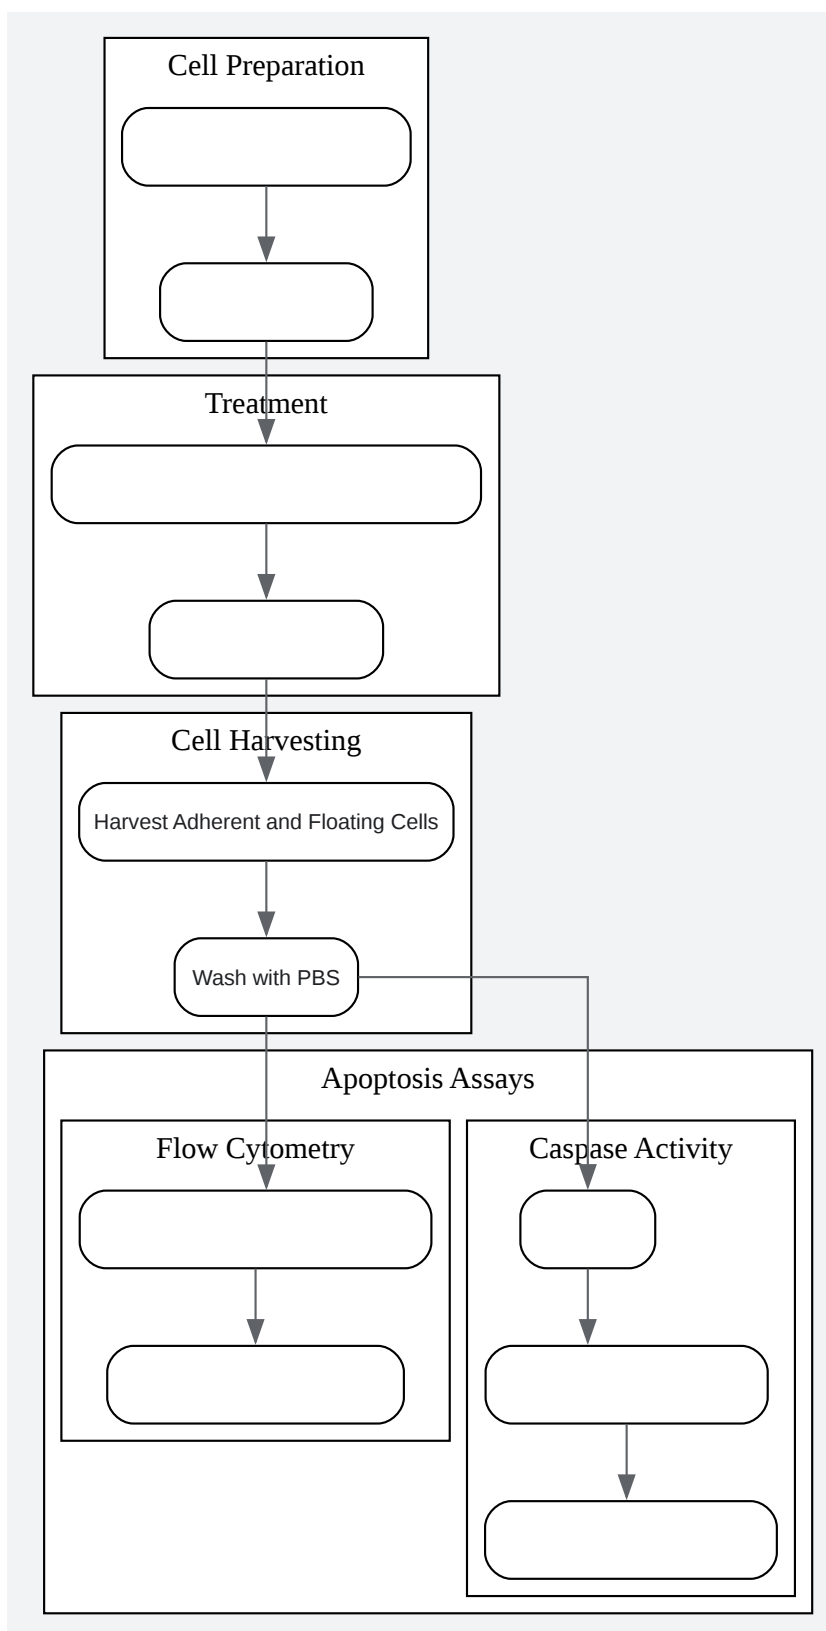 Cell Preparation
Treatment
Cell Harvesting
Harvest Adherent and Floating Cells
Wash with PBS
Apoptosis Assays
Flow Cytometry
Caspase Activity